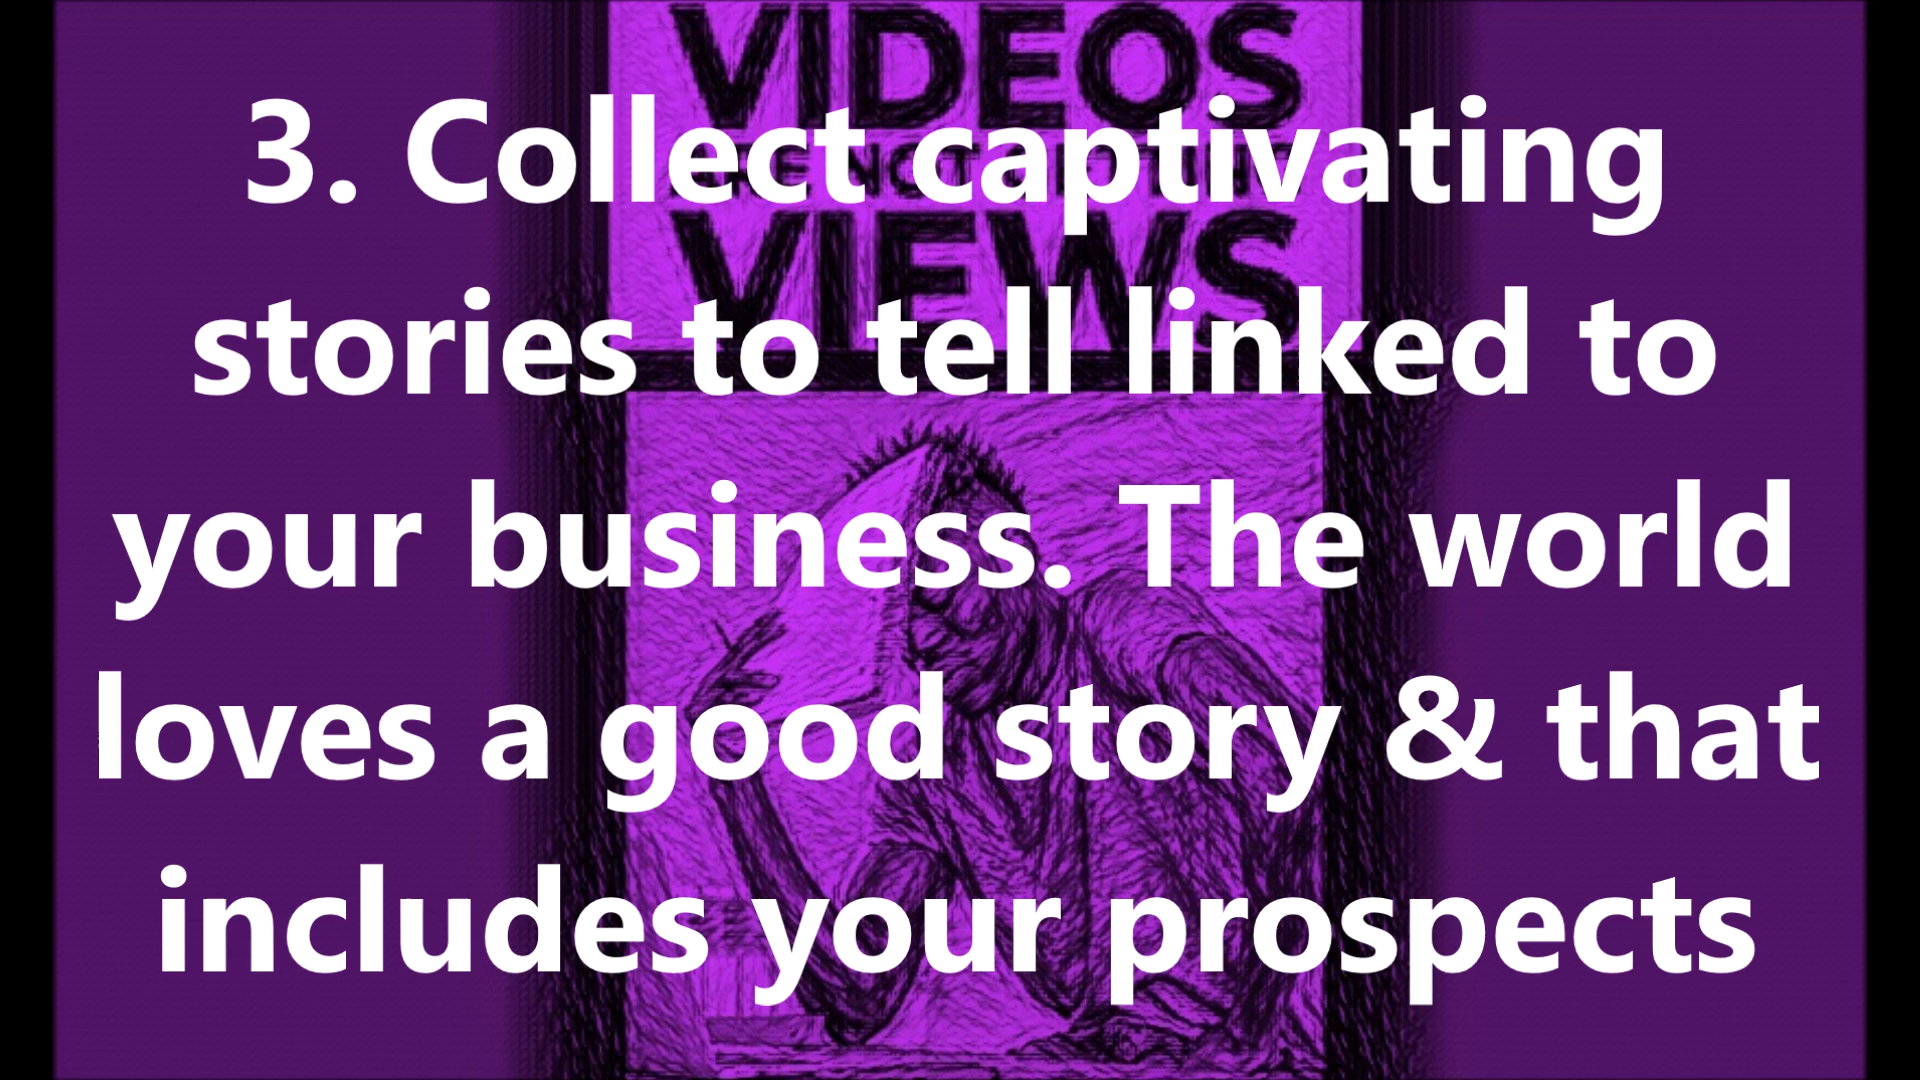 VIDEOS
3. Collect captivating
VIEWS
stories to tell linked to
your business. The world
loves a good story & that
includes your prospects